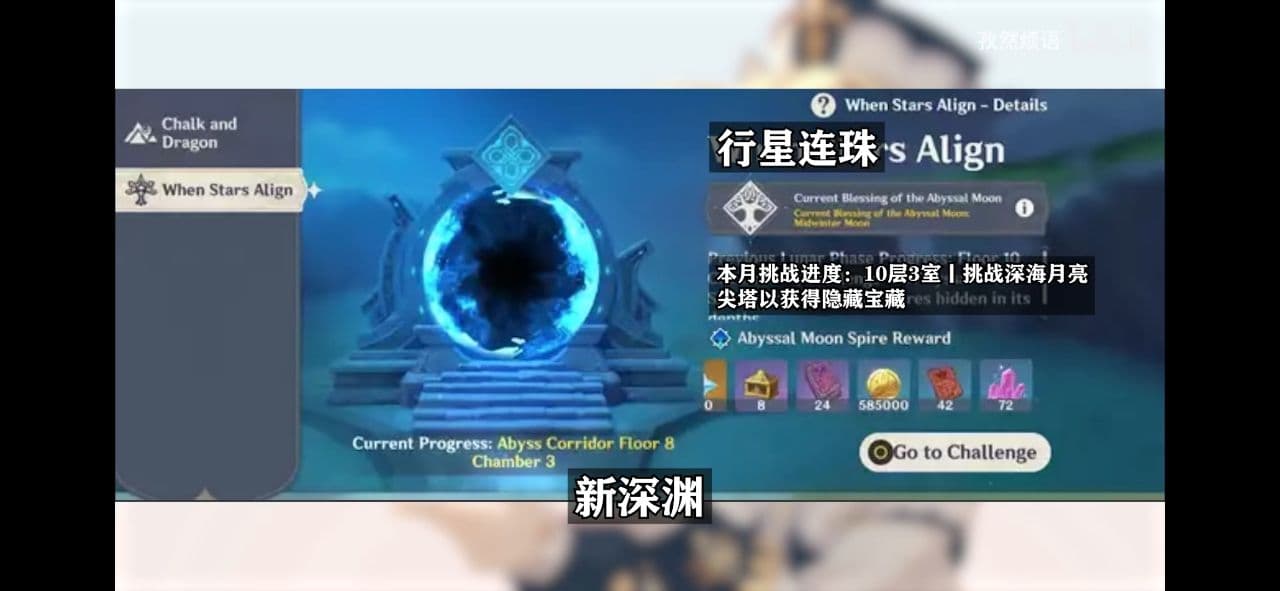 孜然烦语
Chalk and
Dragon
When Stars Align
When Stars Align – Details
行星连珠
s Align
Current Blessing of the Abyssal Moon
Current Blessing of the Abyssal Moon:
Midwinter Moon
Previous Lunar Phase Progress: Floor 10
本月挑战进度：10层3室丨挑战深海月亮
尖塔以获得隐藏宝藏
res hidden in its
depths
Abyssal Moon Spire Reward
0
8
24
585000
42
72
Current Progress: Abyss Corridor Floor 8
Chamber 3
Go to Challenge
新深渊